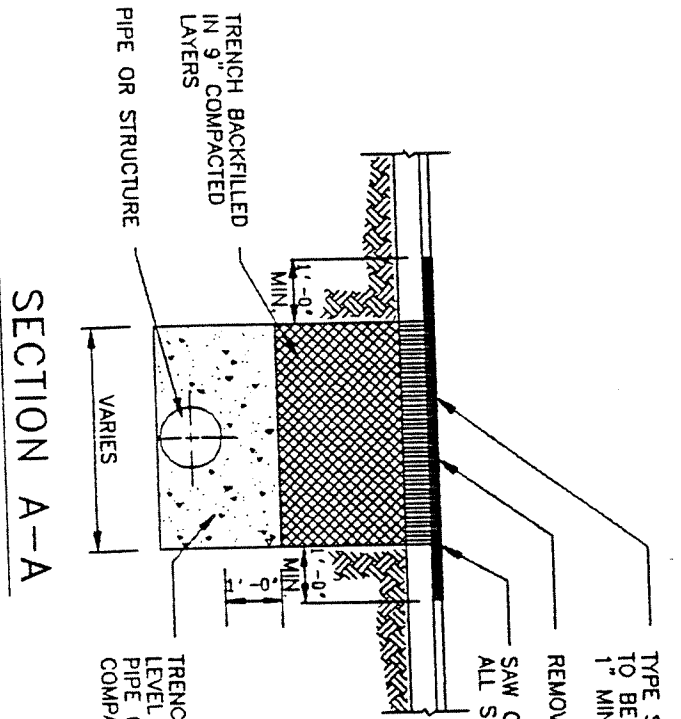 TYPE S
TO BE
1" MIN
REMOV
SAW C
ALL S
TRENCH BACKFILLED
IN 9" COMPACTED
LAYERS
PIPE OR STRUCTURE
1'-0"
MIN.
1'-0"
MIN.
1'-0"
VARIES
TRENC
LEVEL
PIPE
COMPA
SECTION A-A